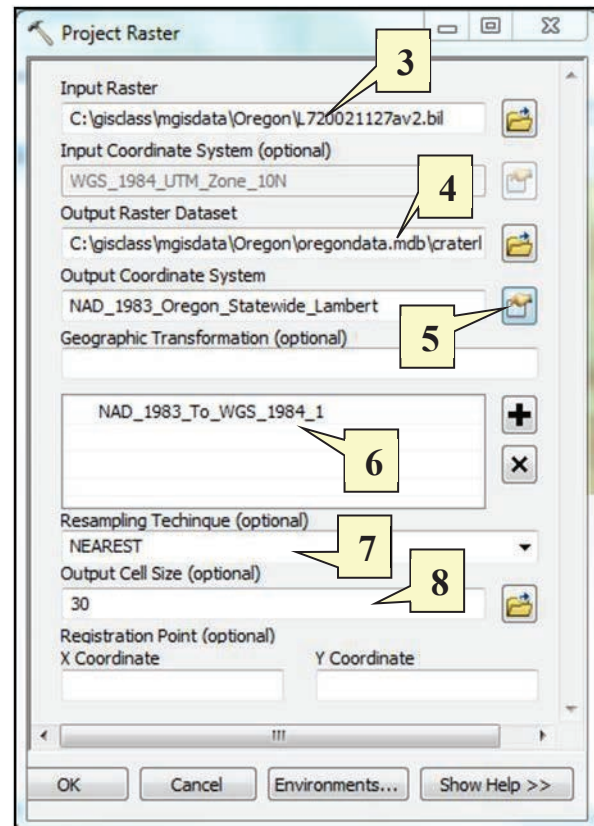 Project Raster
3
Input Raster
C:\gisclass\mgisdata\Oregon\L720021127av2.bil
Input Coordinate System (optional)
WGS_1984_UTM_Zone_10N
4
Output Raster Dataset
C:\gisclass\mgisdata\Oregon\oregondata.mdb\craterl
Output Coordinate System
NAD_1983_Oregon_Statewide_Lambert
5
Geographic Transformation (optional)
NAD_1983_To_WGS_1984_1
6
Resampling Techinque (optional)
NEAREST
7
Output Cell Size (optional)
8
30
Registration Point (optional)
X Coordinate Y Coordinate
OK Cancel Environments... Show Help >>